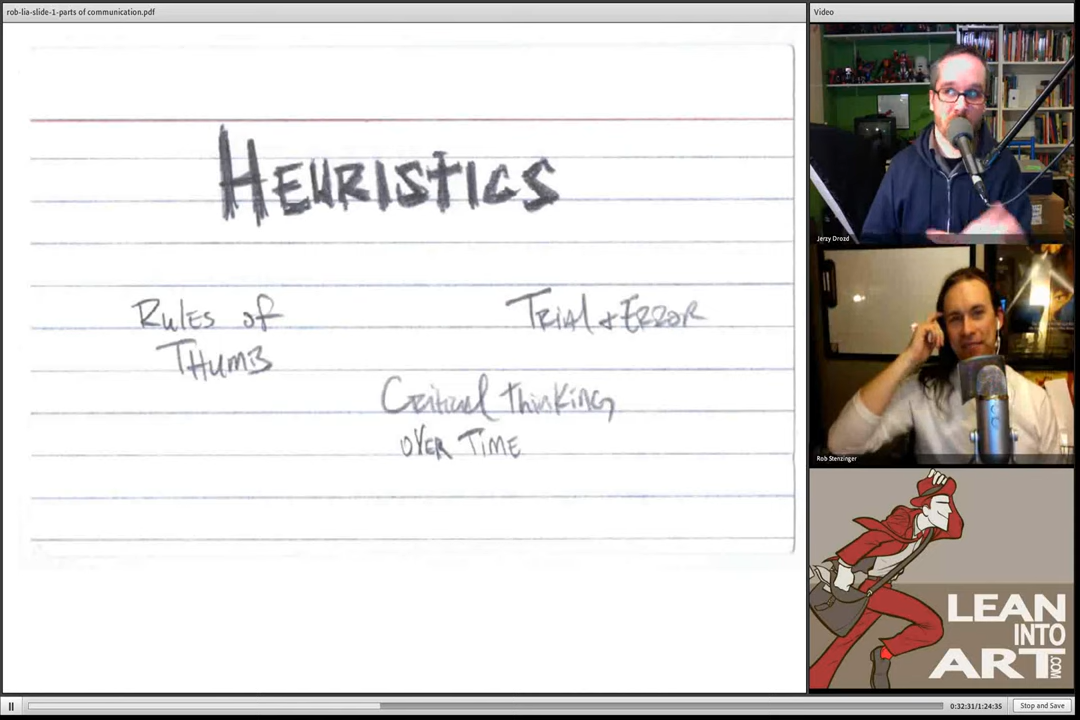 rob-lia-slide-1-parts of communication.pdf
HEURISTICS
RULES of
THUMB
TRIAL + ERROR
Critical Thinking
OVER TIME
Video
Jerzy Drozd
Rob Stenzinger
LEAN
INTO
ART
.COM
0:32:31/1:24:35
Stop and Save